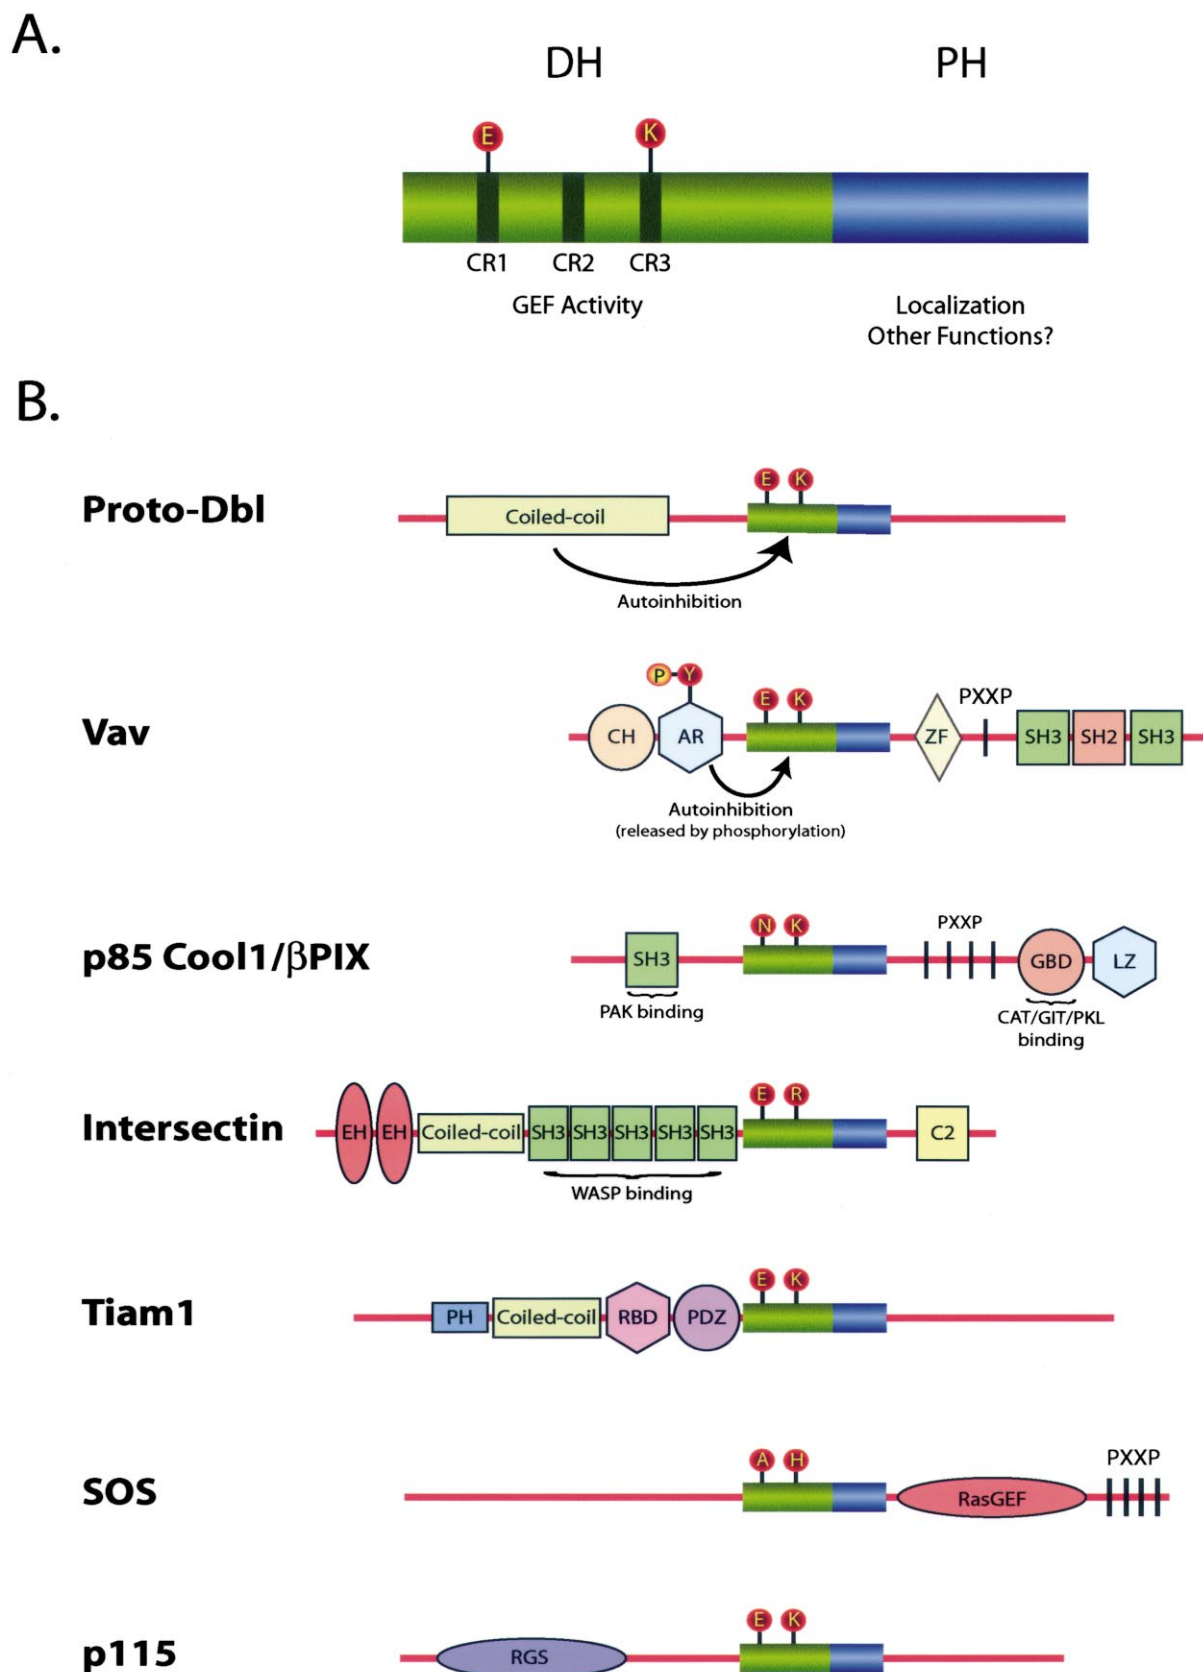 A.
DH PH
E K
CR1 CR2 CR3
GEF Activity
Localization
Other Functions?
B.
Proto-Dbl
E K
Coiled-coil
Autoinhibition
Vav
P Y
E K
PXXP
CH AR ZF SH3 SH2 SH3
Autoinhibition
(released by phosphorylation)
p85 Cool1/βPIX
N K
PXXP
SH3 GBD LZ
PAK binding
CAT/GIT/PKL
binding
Intersectin
E R
EH EH Coiled-coil SH3 SH3 SH3 SH3 SH3 C2
WASP binding
Tiam1
E K
PH Coiled-coil RBD PDZ
SOS
A H
PXXP
RasGEF
p115
E K
RGS